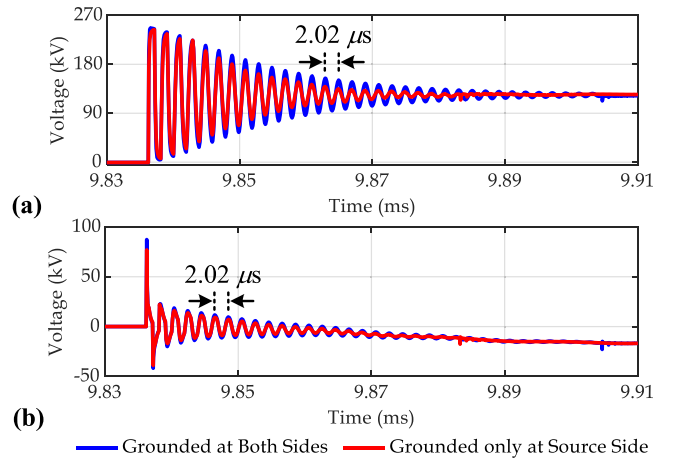 270
180
90
0
Voltage (kV)
2.02 μs
9.83 9.85 9.87 9.89 9.91
Time (ms)
(a)
100
50
0
-50
Voltage (kV)
2.02 μs
9.83 9.85 9.87 9.89 9.91
Time (ms)
(b)
Grounded at Both Sides Grounded only at Source Side